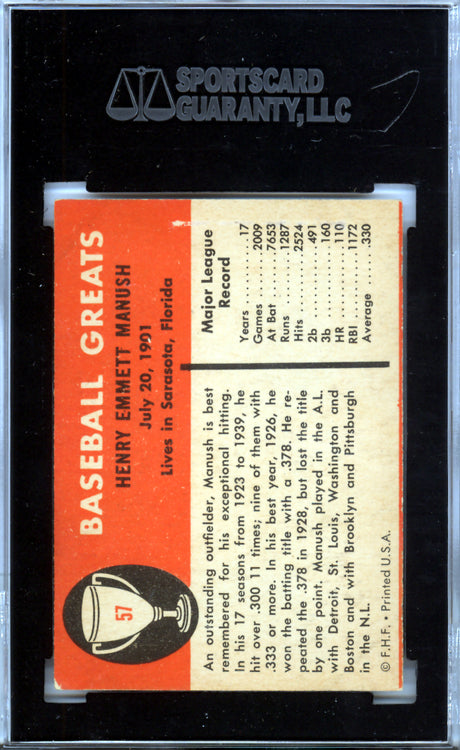 SPORTSCARD
GUARANTY, LLC
BASEBALL GREATS
HENRY EMMETT MANUSH
July 20, 1901
Lives in Sarasota, Florida
57
An outstanding outfielder, Manush is best
remembered for his exceptional hitting.
In his 17 seasons from 1923 to 1939, he
hit over .300 11 times; nine of them with
.333 or more. In his best year, 1926, he
won the batting title with a .378. He re-
peated the .378 in 1928, but lost the title
by one point. Manush played in the A.L.
with Detroit, St. Louis, Washington and
Boston and with Brooklyn and Pittsburgh
in the N.L.
© F.H.F. • Printed U.S.A.
Major League
Record
Years ............ 17
Games ........ 2009
At Bat ........ 7653
Runs ........... 1287
Hits ............ 2524
2b ............... 491
3b ............... 160
HR .............. 110
RBI ............ 1172
Average ...... .330